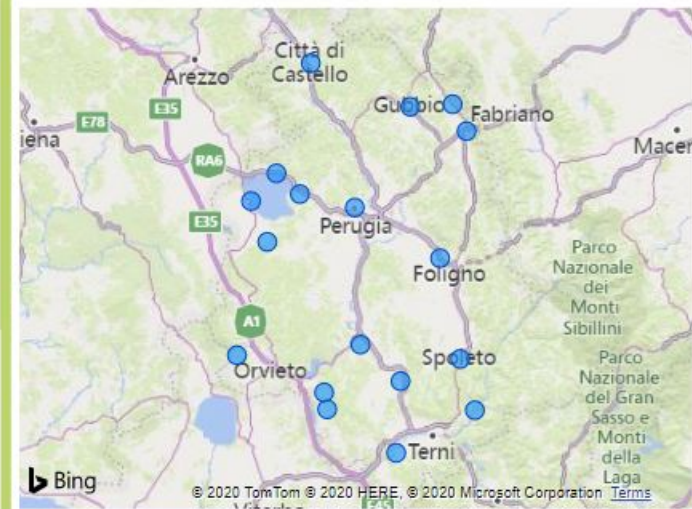 Città di
Castello
Arezzo
E35
Gubbio
Fabriano
E78
iena
Macer
RA6
E35
Perugia
Foligno
Parco
Nazionale
dei
Monti
Sibillini
A1
Orvieto
Spoleto
Parco
Nazionale
del Gran
Sasso e
Monti
della
Laga
Terni
Bing
© 2020 TomTom © 2020 HERE, © 2020 Microsoft Corporation Terms
Viterbo
E45